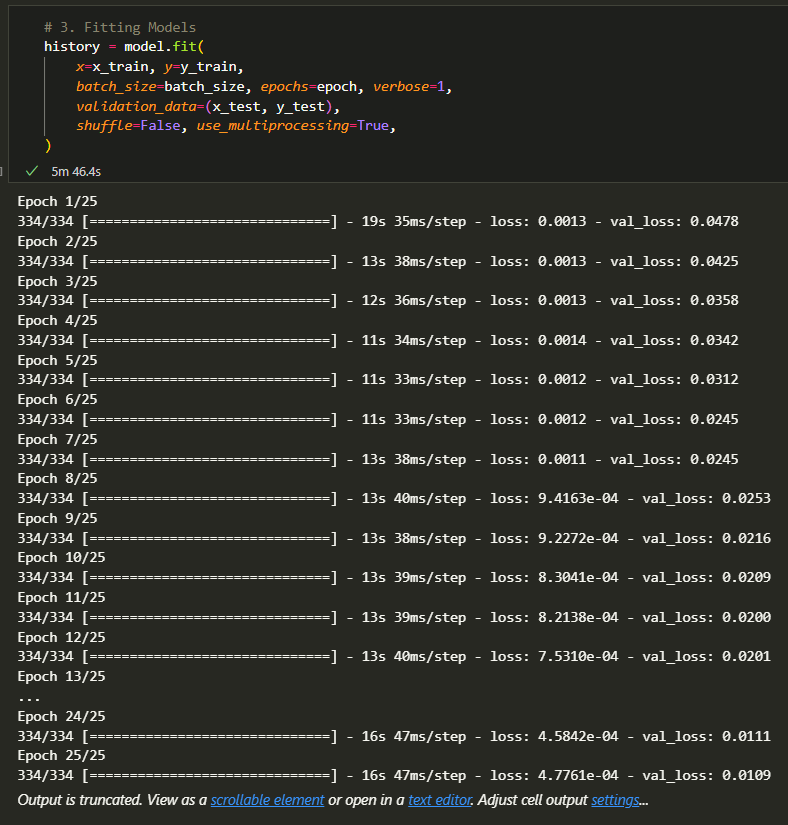 # 3. Fitting Models
history = model.fit(
x=x_train, y=y_train,
batch_size=batch_size, epochs=epoch, verbose=1,
validation_data=(x_test, y_test),
shuffle=False, use_multiprocessing=True,
)
5m 46.4s
Epoch 1/25
334/334 [==============================] - 19s 35ms/step - loss: 0.0013 - val_loss: 0.0478
Epoch 2/25
334/334 [==============================] - 13s 38ms/step - loss: 0.0013 - val_loss: 0.0425
Epoch 3/25
334/334 [==============================] - 12s 36ms/step - loss: 0.0013 - val_loss: 0.0358
Epoch 4/25
334/334 [==============================] - 11s 34ms/step - loss: 0.0014 - val_loss: 0.0342
Epoch 5/25
334/334 [==============================] - 11s 33ms/step - loss: 0.0012 - val_loss: 0.0312
Epoch 6/25
334/334 [==============================] - 11s 33ms/step - loss: 0.0012 - val_loss: 0.0245
Epoch 7/25
334/334 [==============================] - 13s 38ms/step - loss: 0.0011 - val_loss: 0.0245
Epoch 8/25
334/334 [==============================] - 13s 40ms/step - loss: 9.4163e-04 - val_loss: 0.0253
Epoch 9/25
334/334 [==============================] - 13s 38ms/step - loss: 9.2272e-04 - val_loss: 0.0216
Epoch 10/25
334/334 [==============================] - 13s 39ms/step - loss: 8.3041e-04 - val_loss: 0.0209
Epoch 11/25
334/334 [==============================] - 13s 39ms/step - loss: 8.2138e-04 - val_loss: 0.0200
Epoch 12/25
334/334 [==============================] - 13s 40ms/step - loss: 7.5310e-04 - val_loss: 0.0201
Epoch 13/25
...
Epoch 24/25
334/334 [==============================] - 16s 47ms/step - loss: 4.5842e-04 - val_loss: 0.0111
Epoch 25/25
334/334 [==============================] - 16s 47ms/step - loss: 4.7761e-04 - val_loss: 0.0109
Output is truncated. View as a scrollable element or open in a text editor. Adjust cell output settings...